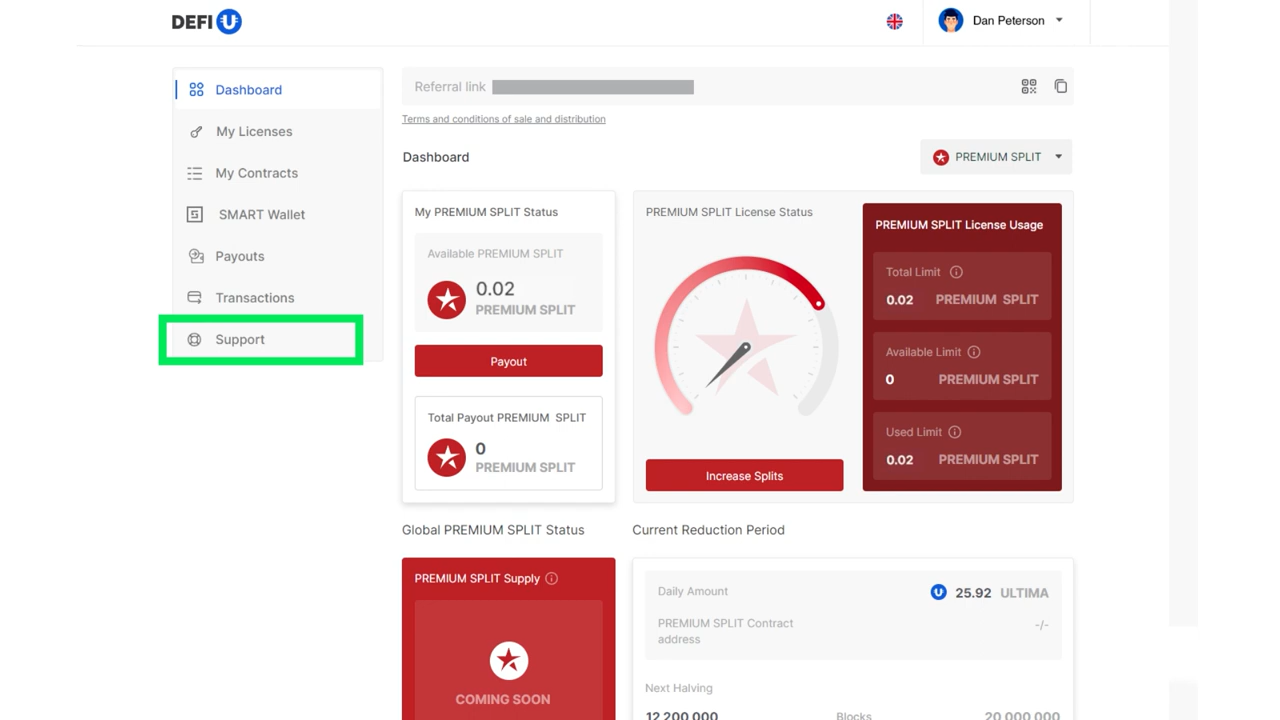 DEFI U
Dan Peterson
Dashboard
My Licenses
My Contracts
SMART Wallet
Payouts
Transactions
Support
Referral link
Terms and conditions of sale and distribution
Dashboard
PREMIUM SPLIT
My PREMIUM SPLIT Status
Available PREMIUM SPLIT
0.02
PREMIUM SPLIT
Payout
Total Payout PREMIUM SPLIT
0
PREMIUM SPLIT
PREMIUM SPLIT License Status
Increase Splits
PREMIUM SPLIT License Usage
Total Limit
0.02 PREMIUM SPLIT
Available Limit
0 PREMIUM SPLIT
Used Limit
0.02 PREMIUM SPLIT
Global PREMIUM SPLIT Status
PREMIUM SPLIT Supply
COMING SOON
Current Reduction Period
Daily Amount 25.92 ULTIMA
PREMIUM SPLIT Contract -/-
address
Next Halving
12 200 000 Blocks 20 000 000